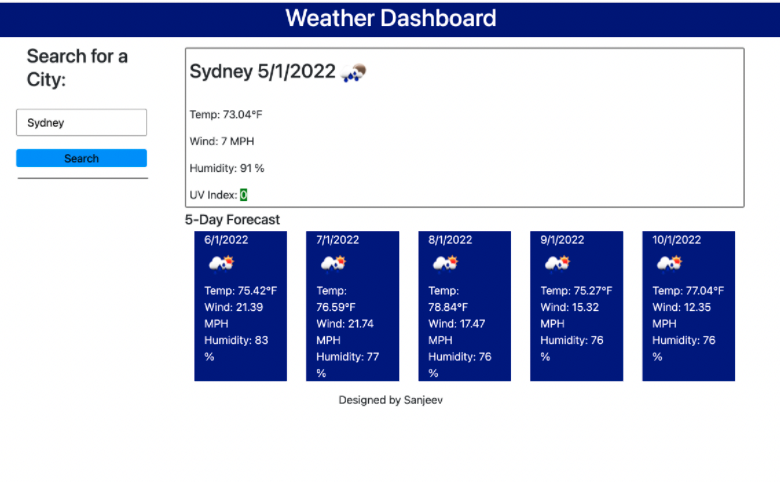 Weather Dashboard
Search for a
City:
Sydney
Search
Sydney 5/1/2022
Temp: 73.04°F
Wind: 7 MPH
Humidity: 91 %
UV Index: 0
5-Day Forecast
6/1/2022
Temp: 75.42°F
Wind: 21.39
MPH
Humidity: 83
%
7/1/2022
Temp:
76.59°F
Wind: 21.74
MPH
Humidity: 77
%
8/1/2022
Temp:
78.84°F
Wind: 17.47
MPH
Humidity: 76
%
9/1/2022
Temp: 75.27°F
Wind: 15.32
MPH
Humidity: 76
%
10/1/2022
Temp: 77.04°F
Wind: 12.35
MPH
Humidity: 76
%
Designed by Sanjeev